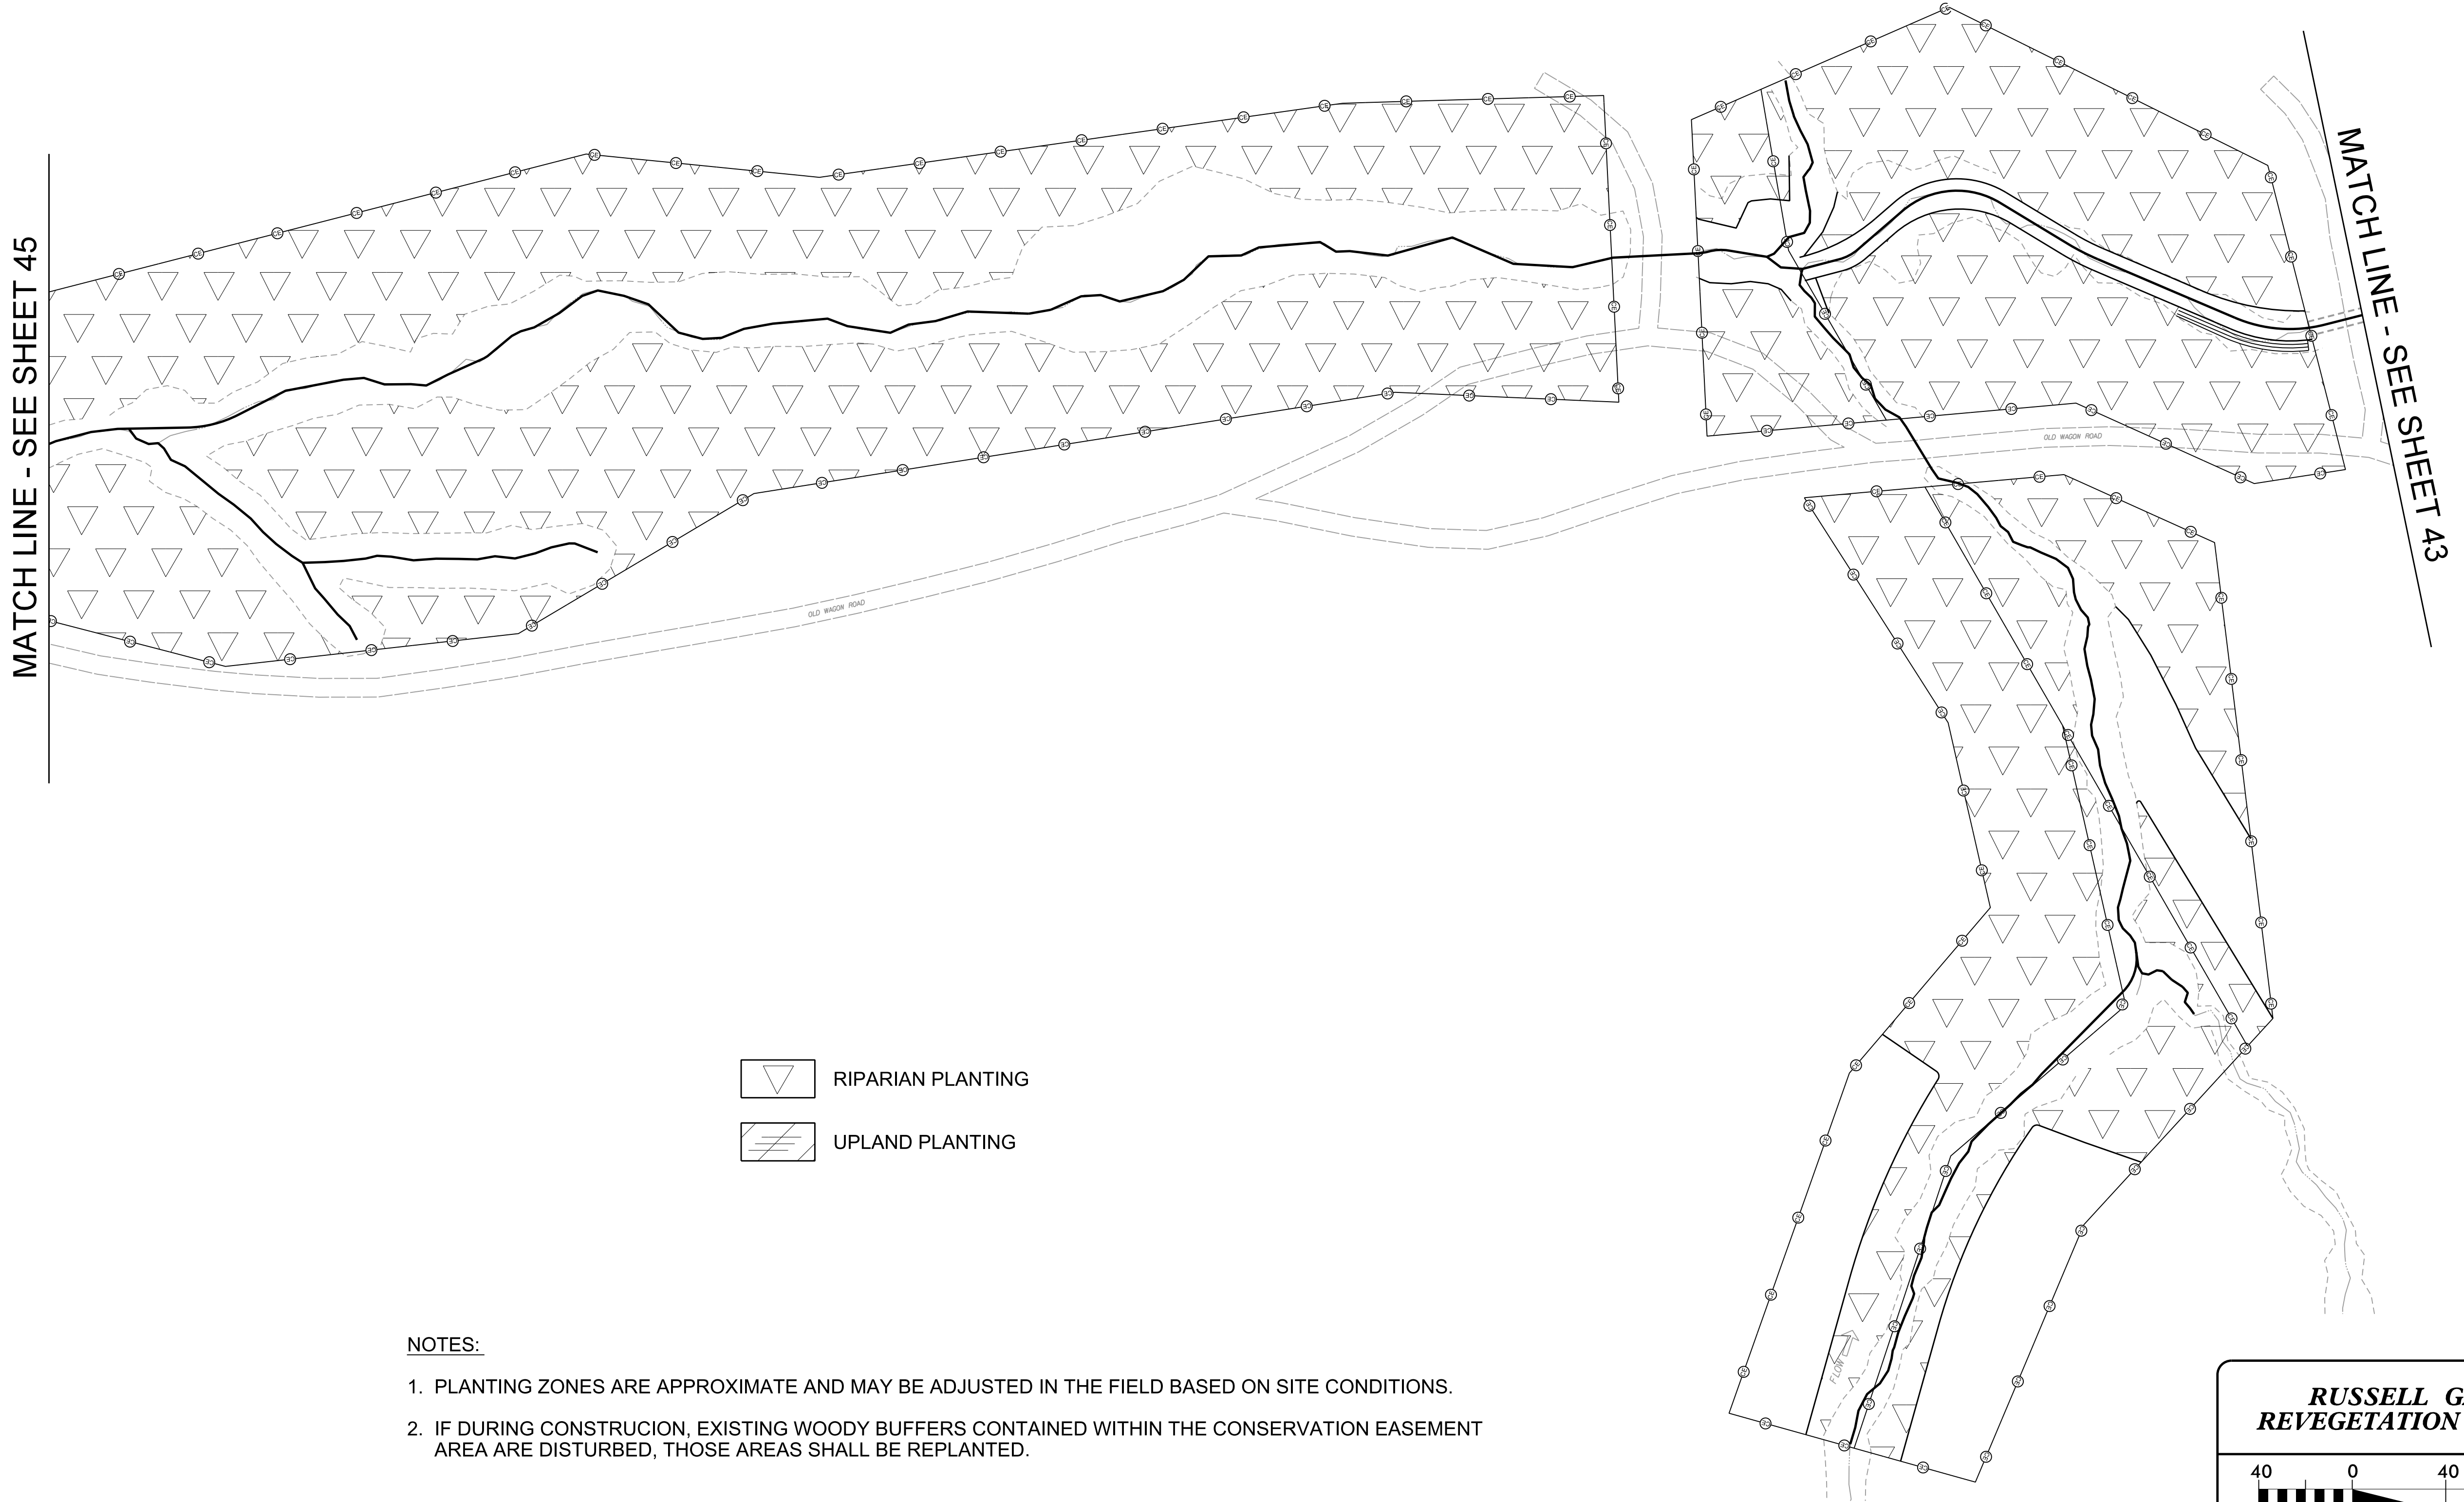 MATCH LINE - SEE SHEET 45
MATCH LINE - SEE SHEET 43
OLD WAGON ROAD
OLD WAGON ROAD
RIPARIAN PLANTING
UPLAND PLANTING
FLOW
NOTES:
1. PLANTING ZONES ARE APPROXIMATE AND MAY BE ADJUSTED IN THE FIELD BASED ON SITE CONDITIONS.
2. IF DURING CONSTRUCION, EXISTING WOODY BUFFERS CONTAINED WITHIN THE CONSERVATION EASEMENT
AREA ARE DISTURBED, THOSE AREAS SHALL BE REPLANTED.
RUSSELL
REVEGETATION
40 0 40